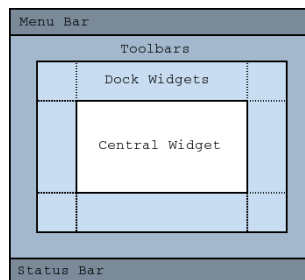 Menu Bar
Toolbars
Dock Widgets
Central Widget
Status Bar